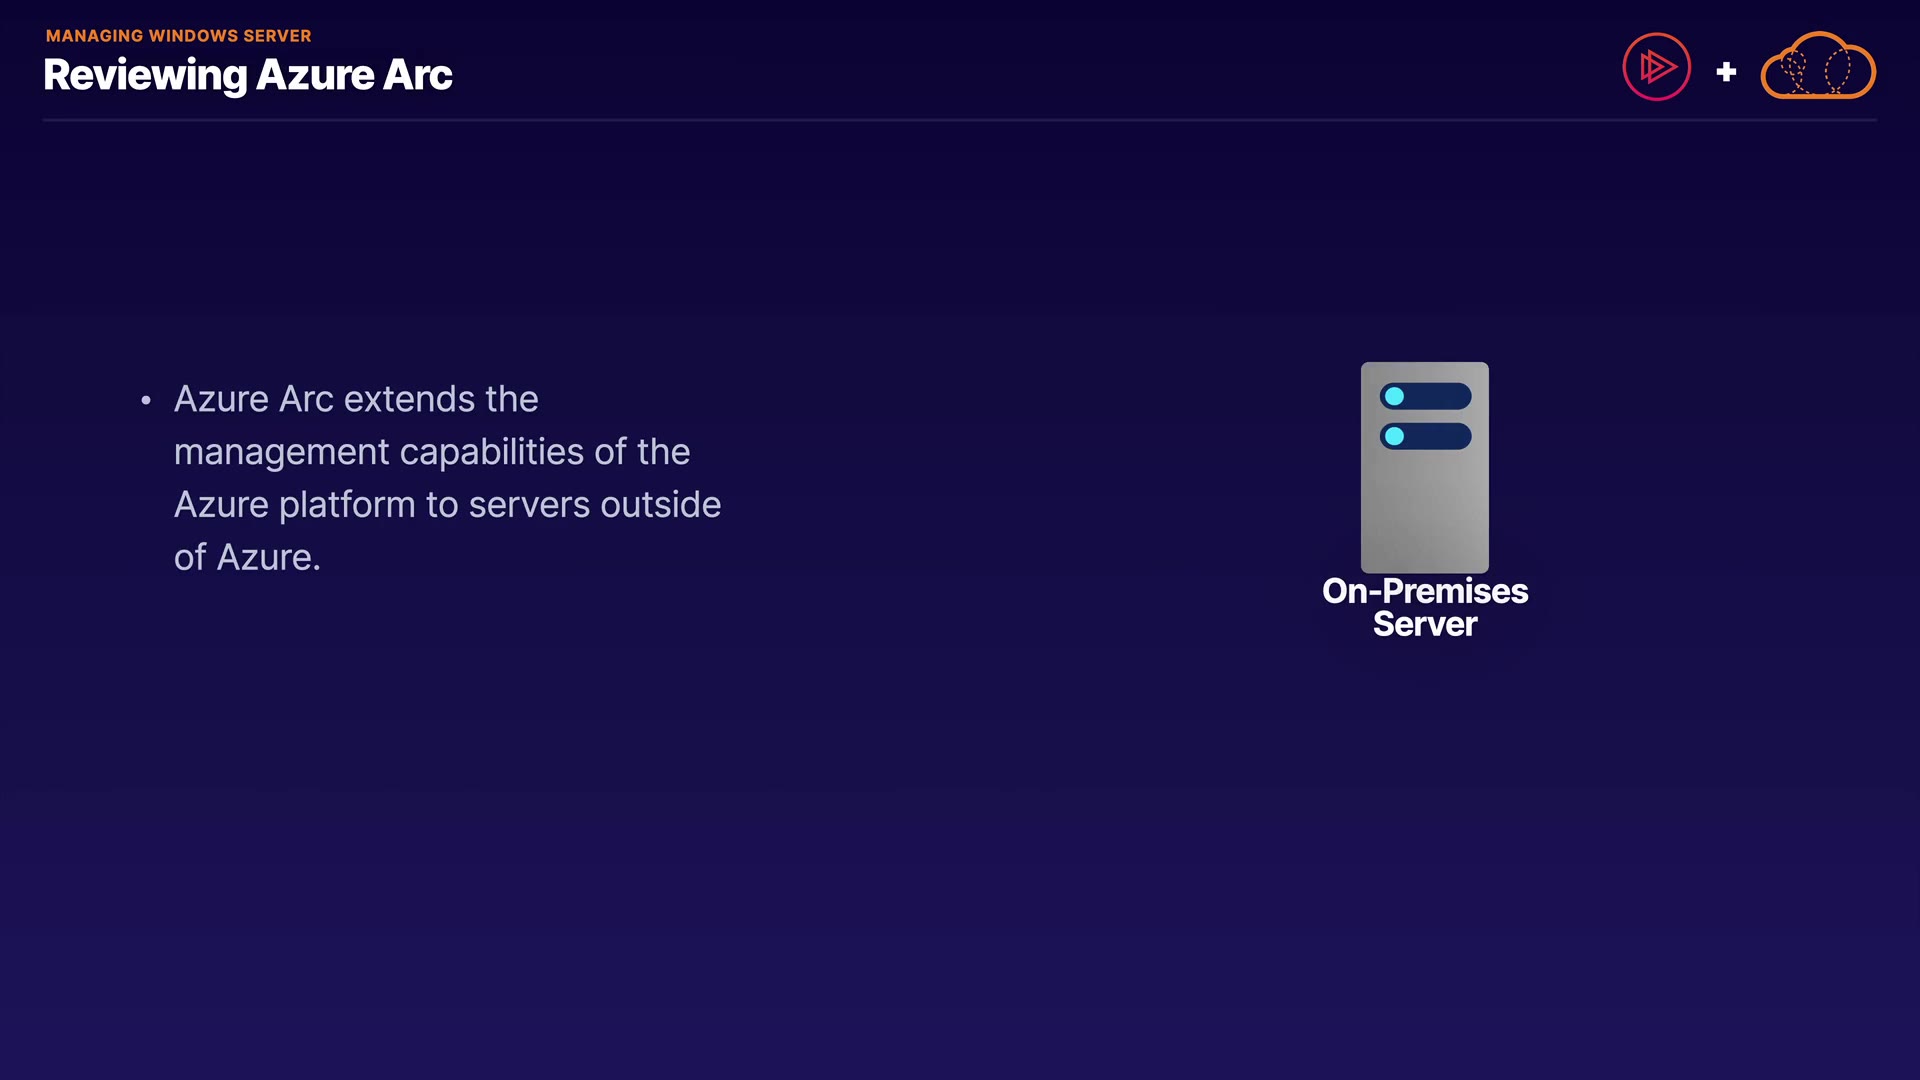 MANAGING WINDOWS SERVER
Reviewing Azure Arc
• Azure Arc extends the
management capabilities of the
Azure platform to servers outside
of Azure.
On-Premises
Server